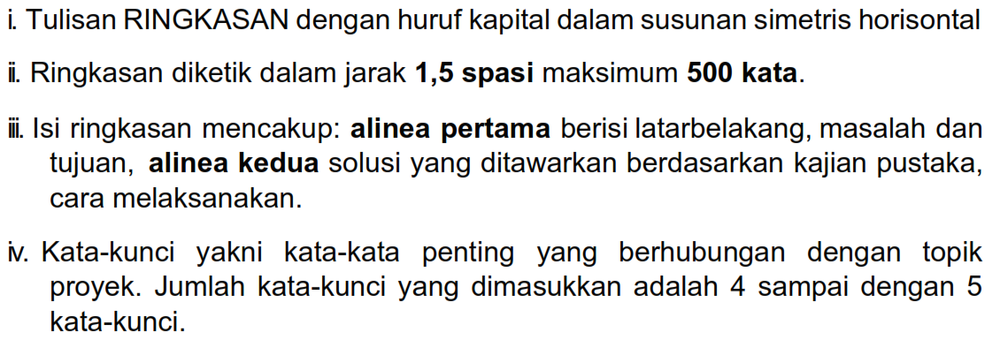 i. Tulisan RINGKASAN dengan huruf kapital dalam susunan simetris horisontal
ii. Ringkasan diketik dalam jarak 1,5 spasi maksimum 500 kata.
iii. Isi ringkasan mencakup: alinea pertama berisi latarbelakang, masalah dan
tujuan, alinea kedua solusi yang ditawarkan berdasarkan kajian pustaka,
cara melaksanakan.
iv. Kata-kunci yakni kata-kata penting yang berhubungan dengan topik
proyek. Jumlah kata-kunci yang dimasukkan adalah 4 sampai dengan 5
kata-kunci.